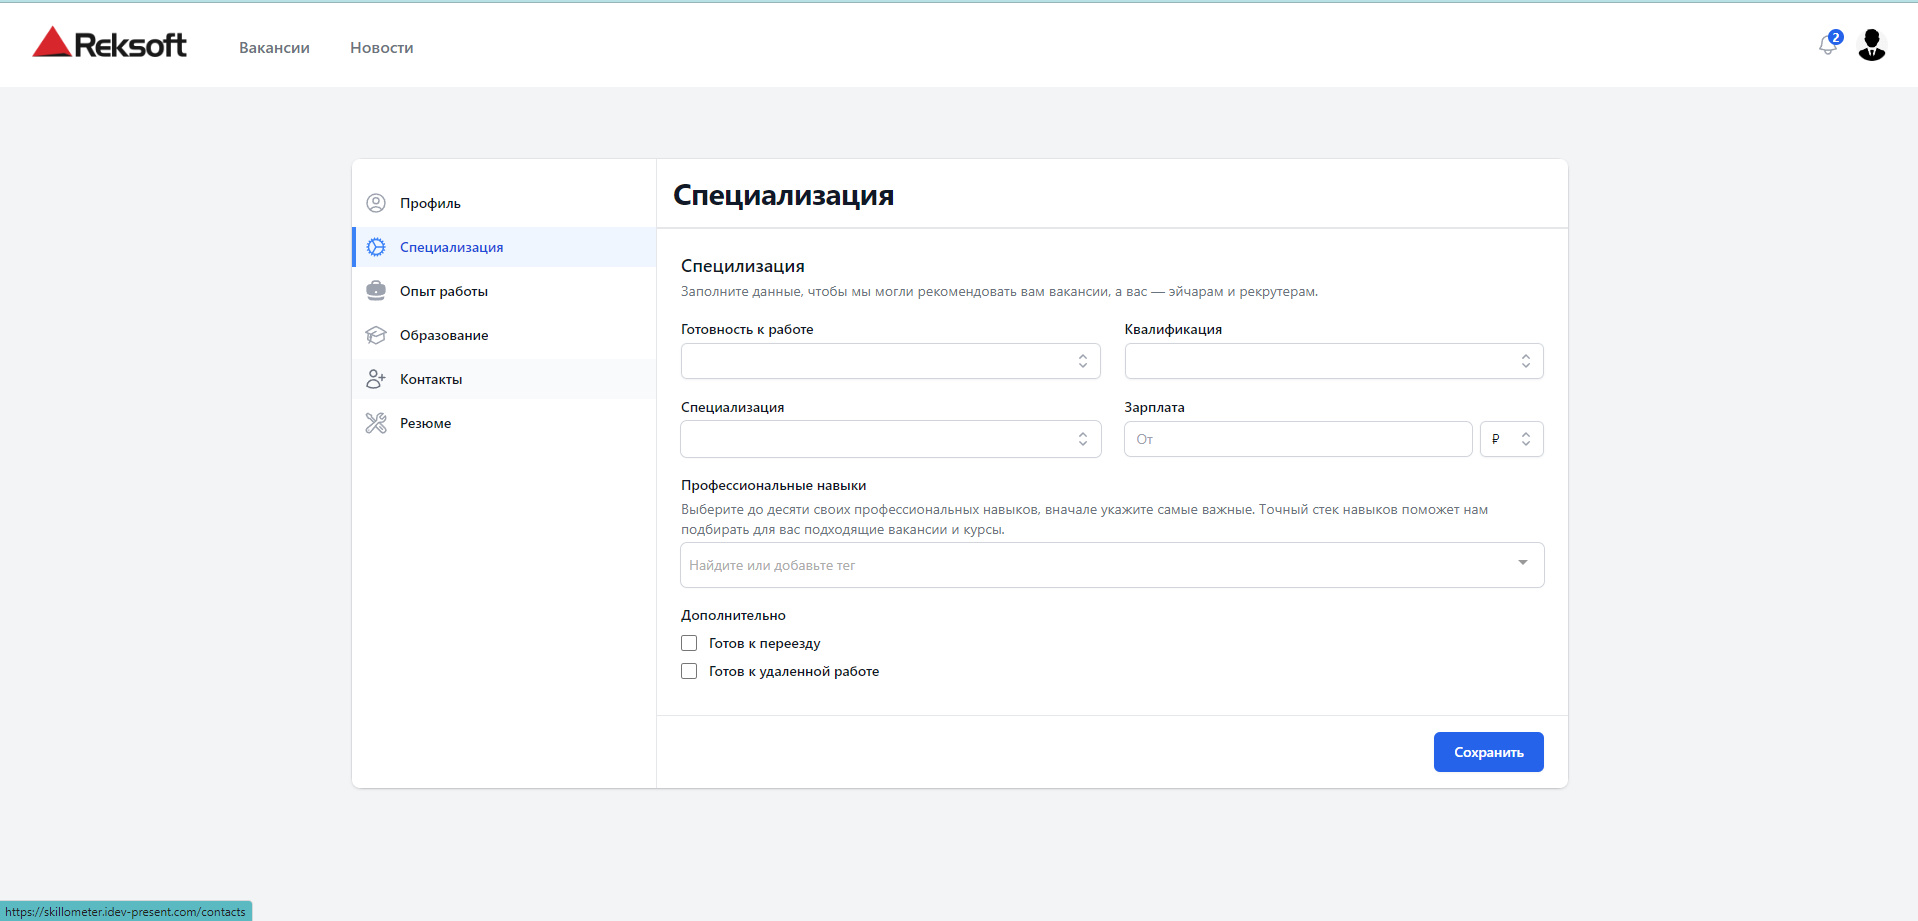 Reksoft
Вакансии
Новости
2
Профиль
Специализация
Опыт работы
Образование
Контакты
Резюме
Специализация
Специлизация
Заполните данные, чтобы мы могли рекомендовать вам вакансии, а вас — эйчарам и рекрутерам.
Готовность к работе
Квалификация
Специализация
Зарплата
От
₽
Профессиональные навыки
Выберите до десяти своих профессиональных навыков, вначале укажите самые важные. Точный стек навыков поможет нам
подбирать для вас подходящие вакансии и курсы.
Найдите или добавьте тег
Дополнительно
Готов к переезду
Готов к удаленной работе
Сохранить
https://skillometer.idev-present.com/contacts